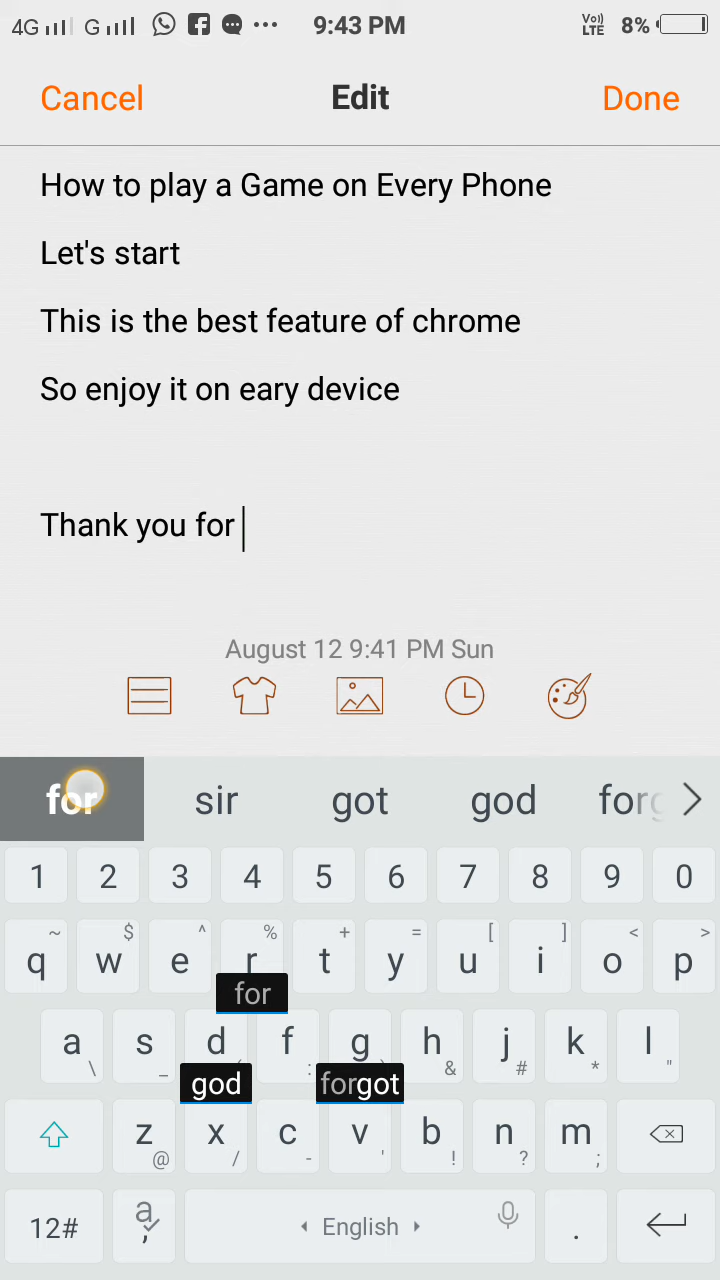 4G G 9:43 PM Vo)) LTE 8%
Cancel Edit Done
How to play a Game on Every Phone
Let's start
This is the best feature of chrome
So enjoy it on eary device
Thank you for
August 12 9:41 PM Sun
for sir got god forg
1 2 3 4 5 6 7 8 9 0
~ $ ^ % + = [ ] < >
q w e r t y u i o p
for
a s d f g h j k l
\ _ : & # * "
god forgot
z x c v b n m
@ / - ' ! ? ;
12# a , English .